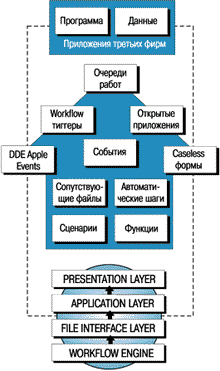 Программа
Данные
Приложения третьих фирм
Очереди
работ
Workflow
тиггеры
Открытые
приложения
DDE Apple
Events
События
Caseless
формы
Сопутствую-
щие файлы
Автомати-
ческие шаги
Сценарии
Функции
PRESENTATION LAYER
APPLICATION LAYER
FILE INTERFACE LAYER
WORKFLOW ENGINE